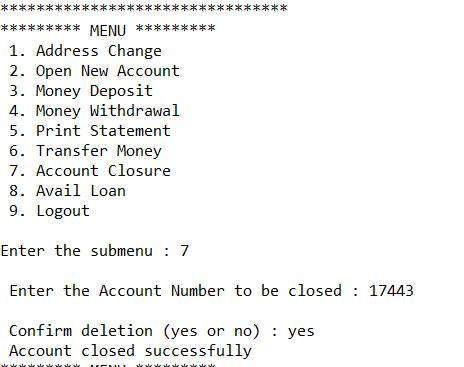 ********************************
********* MENU *********
1. Address Change
2. Open New Account
3. Money Deposit
4. Money Withdrawal
5. Print Statement
6. Transfer Money
7. Account Closure
8. Avail Loan
9. Logout
Enter the submenu : 7
Enter the Account Number to be closed : 17443
Confirm deletion (yes or no) : yes
Account closed successfully
********* MENU *********